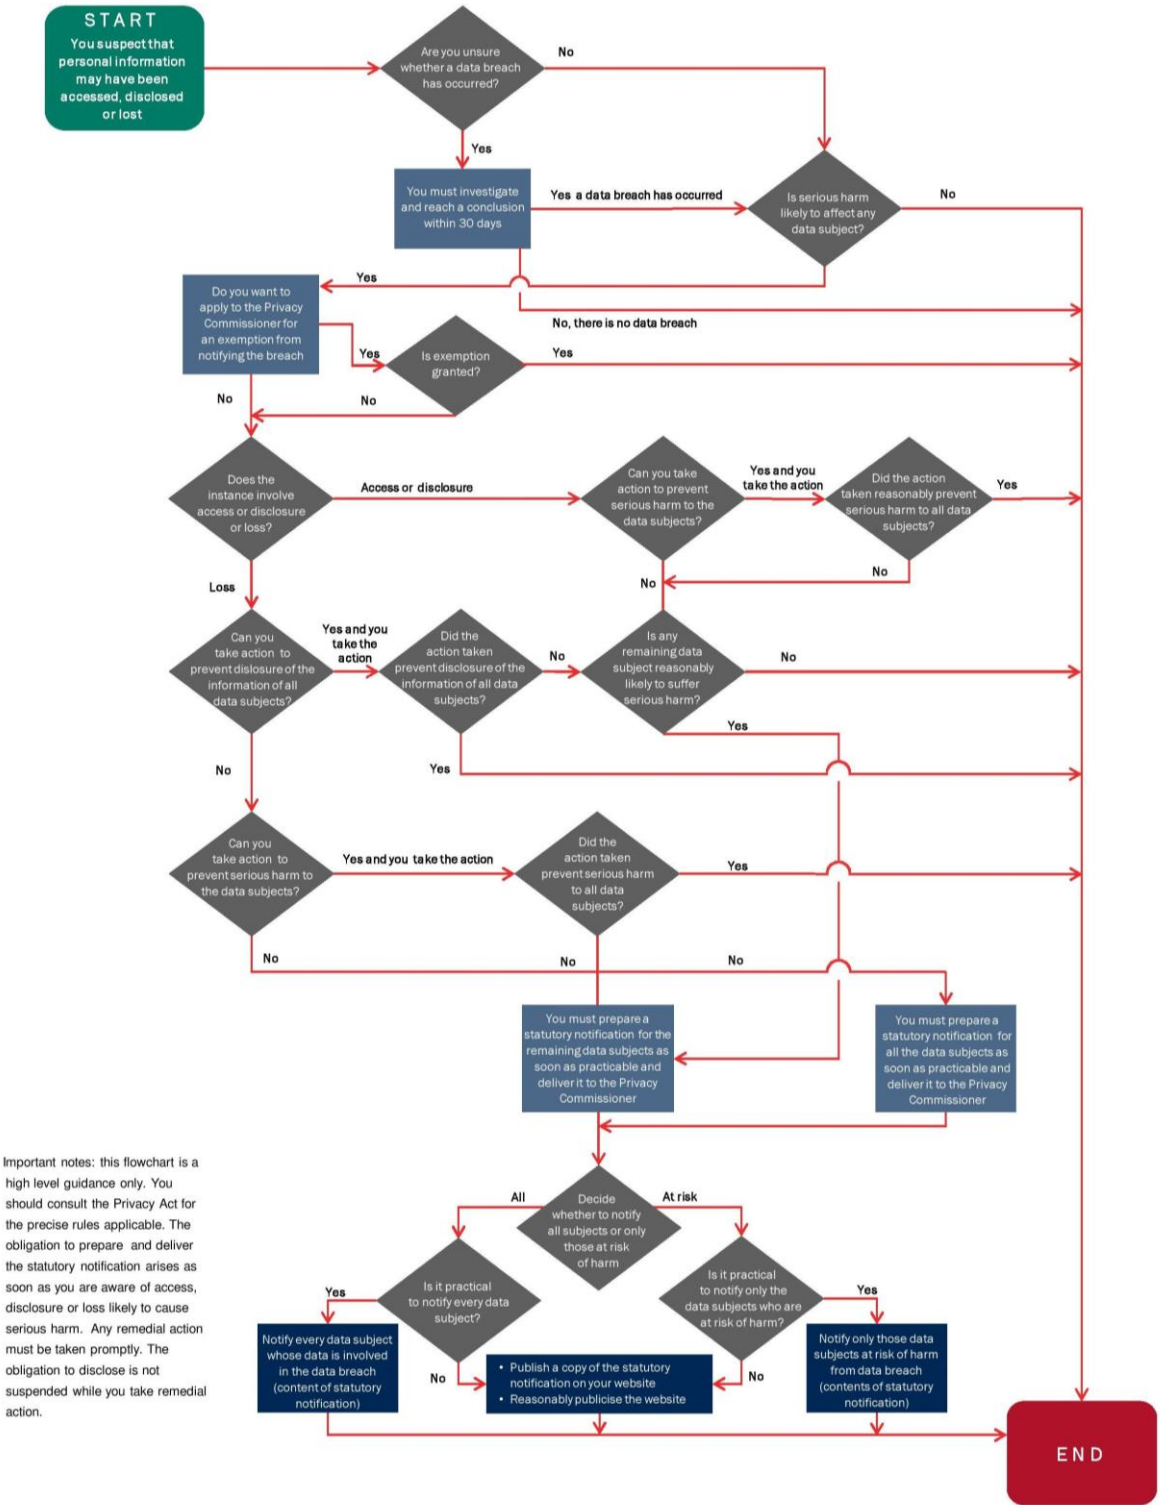 START
You suspect that
personal information
may have been
accessed, disclosed
or lost
Are you unsure
whether a data breach
has occurred?
No
Yes
You must investigate
and reach a conclusion
within 30 days
Yes a data breach has occurred
Is serious harm
likely to affect any
data subject?
No
Yes
Do you want to
apply to the Privacy
Commissioner for
an exemption from
notifying the breach
No, there is no data breach
Yes
Is exemption
granted?
Yes
No
No
Does the
instance involve
access or disclosure
or loss?
Access or disclosure
Can you take
action to prevent
serious harm to the
data subjects?
Yes and you
take the action
Did the action
taken reasonably prevent
serious harm to all data
subjects?
Yes
No
No
Loss
Can you
take action to
prevent dislosure of the
information of all
data subjects?
Yes and you
take the
action
Did the
action taken
prevent disclosure of the
information of all data
subjects?
No
Is any
remaining data
subject reasonably
likely to suffer
serious harm?
No
Yes
Yes
No
Can you
take action to
prevent serious harm to
the data subjects?
Yes and you take the action
Did the
action taken
prevent serious harm
to all data
subjects?
Yes
No
No
No
You must prepare a
statutory notification for the
remaining data subjects as
soon as practicable and
deliver it to the Privacy
Commissioner
You must prepare a
statutory notification for
all the data subjects as
soon as practicable and
deliver it to the Privacy
Commissioner
Important notes: this flowchart is a
high level guidance only. You
should consult the Privacy Act for
the precise rules applicable. The
obligation to prepare and deliver
the statutory notification arises as
soon as you are aware of access,
disclosure or loss likely to cause
serious harm. Any remedial action
must be taken promptly. The
obligation to disclose is not
suspended while you take remedial
action.
All
Decide
whether to notify
all subjects or only
those at risk
of harm
At risk
Is it practical
to notify every data
subject?
Is it practical
to notify only the
data subjects who are
at risk of harm?
Yes
Yes
Notify every data subject
whose data is involved
in the data breach
(content of statutory
notification)
No
• Publish a copy of the statutory
notification on your website
• Reasonably publicise the website
No
Notify only those data
subjects at risk of harm
from data breach
(contents of statutory
notification)
END